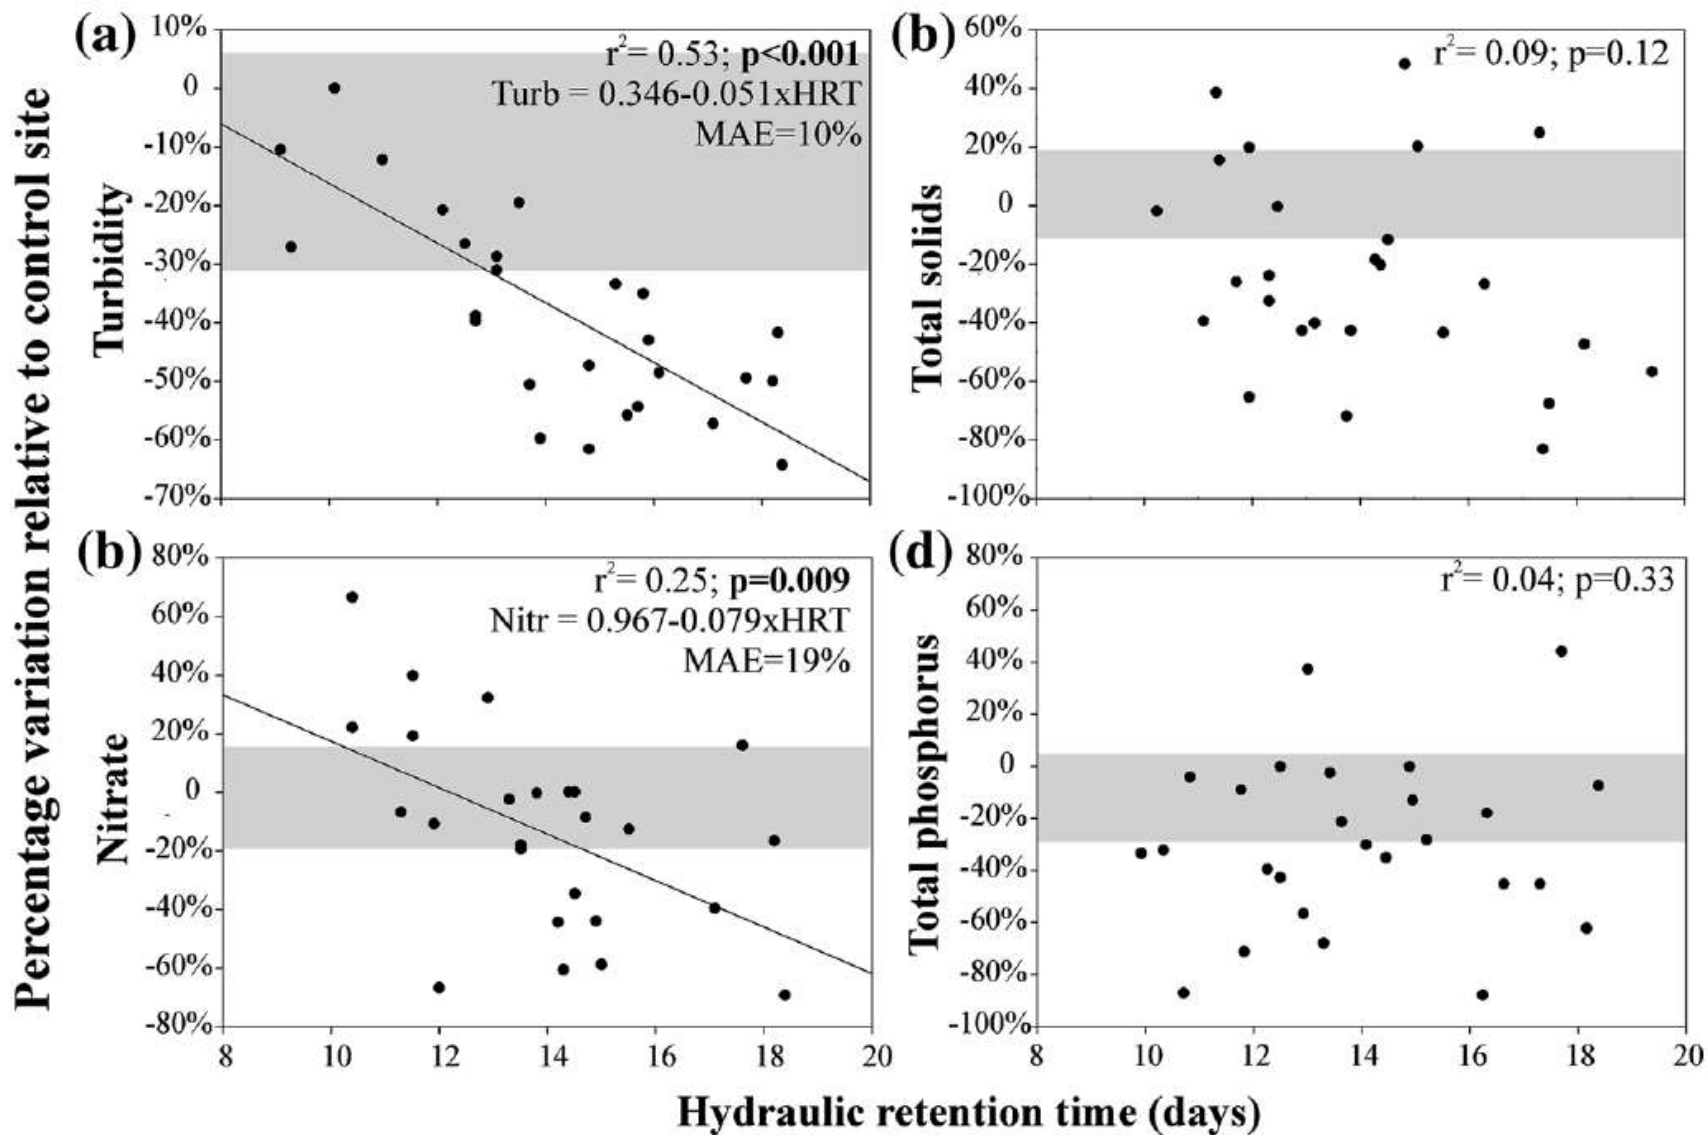 Percentage variation relative to control site
(a)
r²= 0.53; p<0.001
Turb = 0.346-0.051xHRT
MAE=10%
Turbidity
10%
0
-10%
-20%
-30%
-40%
-50%
-60%
-70%
(b)
r²= 0.09; p=0.12
Total solids
60%
40%
20%
0
-20%
-40%
-60%
-80%
-100%
(b)
r²= 0.25; p=0.009
Nitr = 0.967-0.079xHRT
MAE=19%
Nitrate
80%
60%
40%
20%
0
-20%
-40%
-60%
-80%
8 10 12 14 16 18 20
(d)
r²= 0.04; p=0.33
Total phosphorus
80%
60%
40%
20%
0
-20%
-40%
-60%
-80%
-100%
8 10 12 14 16 18 20
Hydraulic retention time (days)